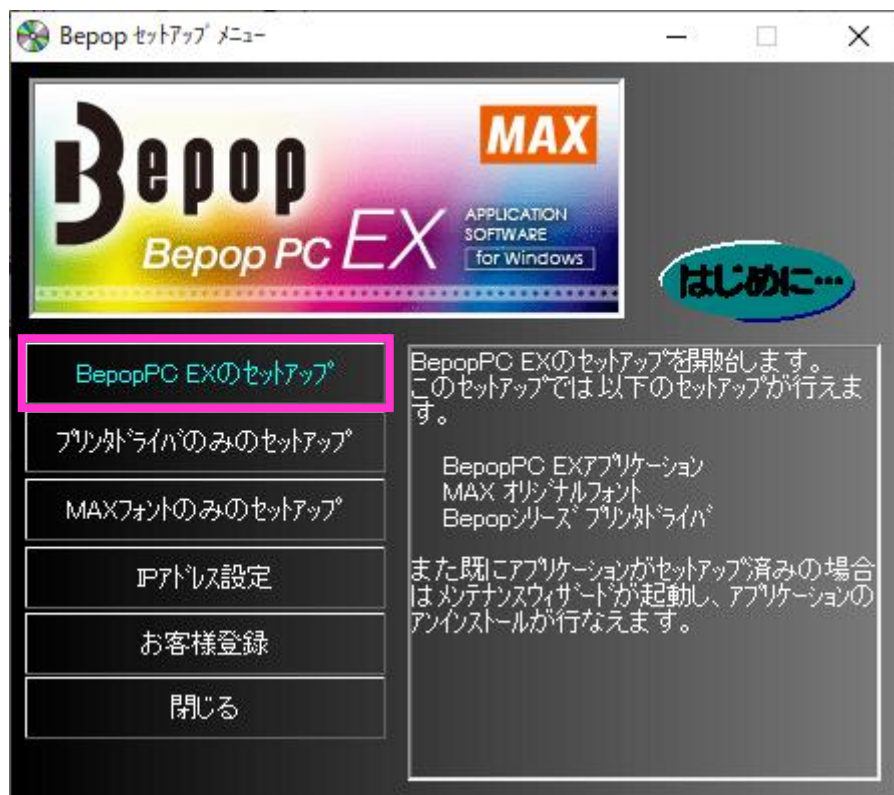 Bepop ｾｯﾄｱｯﾌﾟ ﾒﾆｭｰ
Bepop
MAX
Bepop PC EX
APPLICATION
SOFTWARE
for Windows
はじめに…
BepopPC EXのｾｯﾄｱｯﾌﾟ
ﾌﾟﾘﾝﾀﾄﾞﾗｲﾊﾞのみのｾｯﾄｱｯﾌﾟ
MAXﾌｫﾝﾄのみのｾｯﾄｱｯﾌﾟ
IPｱﾄﾞﾚｽ設定
お客様登録
閉じる
BepopPC EXのｾｯﾄｱｯﾌﾟを開始します。
このｾｯﾄｱｯﾌﾟでは以下のｾｯﾄｱｯﾌﾟが行えま
す。
BepopPC EXｱﾌﾟﾘｹｰｼｮﾝ
MAX ｵﾘｼﾞﾅﾙﾌｫﾝﾄ
Bepopｼﾘｰｽﾞ ﾌﾟﾘﾝﾀﾄﾞﾗｲﾊﾞ
また既にｱﾌﾟﾘｹｰｼｮﾝがｾｯﾄｱｯﾌﾟ済みの場合
はﾒﾝﾃﾅﾝｽｳｨｻﾞｰﾄﾞが起動し、ｱﾌﾟﾘｹｰｼｮﾝの
ｱﾝｲﾝｽﾄｰﾙが行なえます。